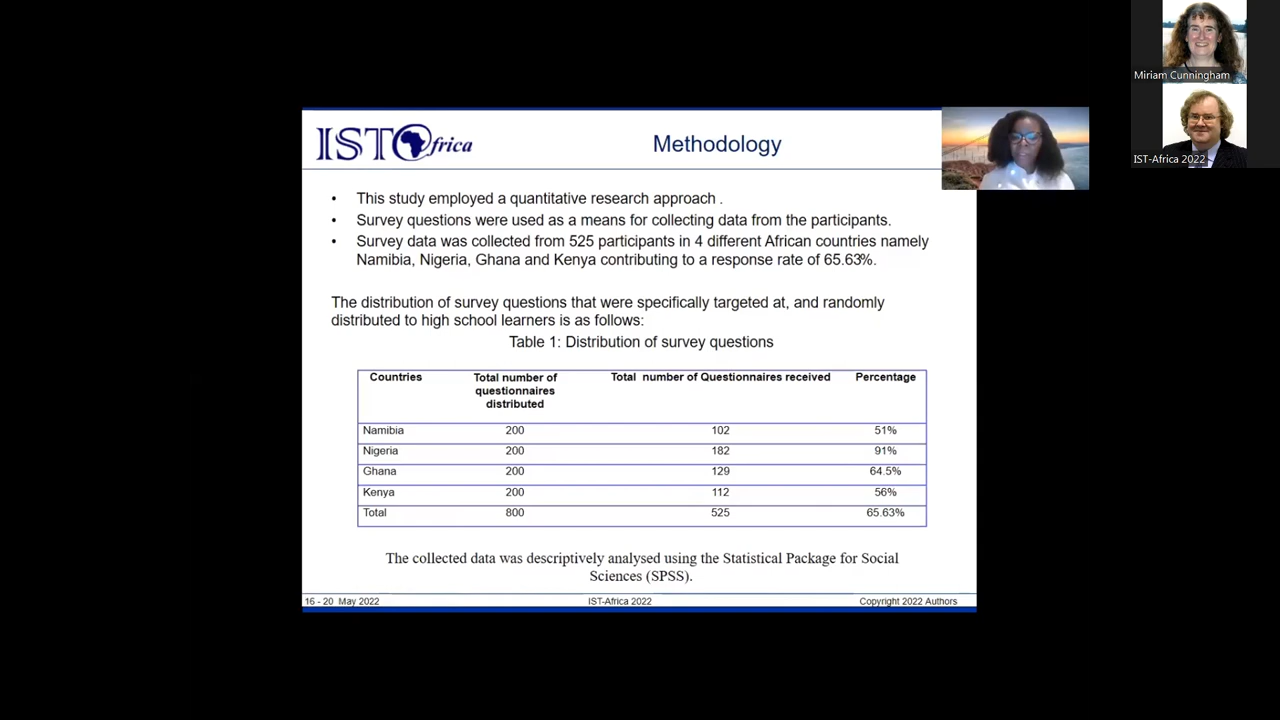 Miriam Cunningham
IST-Africa 2022
IST Africa
Methodology
• This study employed a quantitative research approach .
• Survey questions were used as a means for collecting data from the participants.
• Survey data was collected from 525 participants in 4 different African countries namely
Namibia, Nigeria, Ghana and Kenya contributing to a response rate of 65.63%.
The distribution of survey questions that were specifically targeted at, and randomly
distributed to high school learners is as follows:
Table 1: Distribution of survey questions
Countries Total number of questionnaires distributed Total number of Questionnaires received Percentage
Namibia 200 102 51%
Nigeria 200 182 91%
Ghana 200 129 64.5%
Kenya 200 112 56%
Total 800 525 65.63%
The collected data was descriptively analysed using the Statistical Package for Social
Sciences (SPSS).
16 - 20 May 2022 IST-Africa 2022 Copyright 2022 Authors